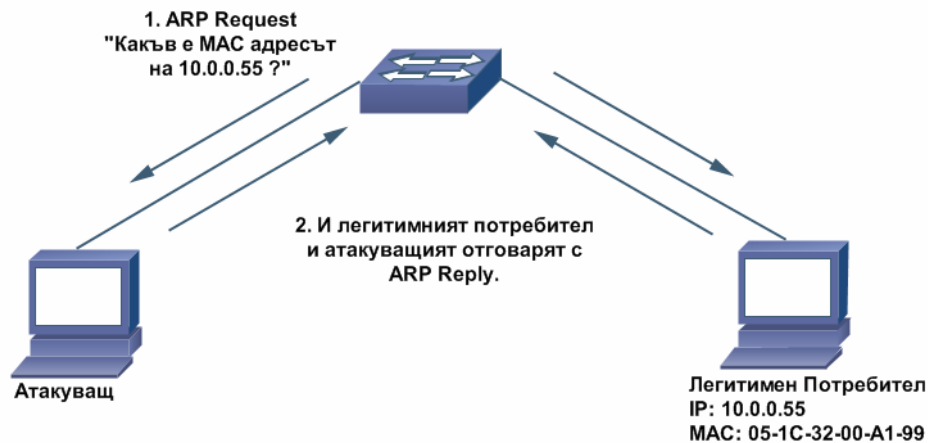 1. ARP Request
"Какъв е MAC адресът
на 10.0.0.55 ?"
2. И легитимният потребител
и атакуващият отговарят с
ARP Reply.
Атакуващ
Легитимен Потребител
IP: 10.0.0.55
MAC: 05-1C-32-00-A1-99